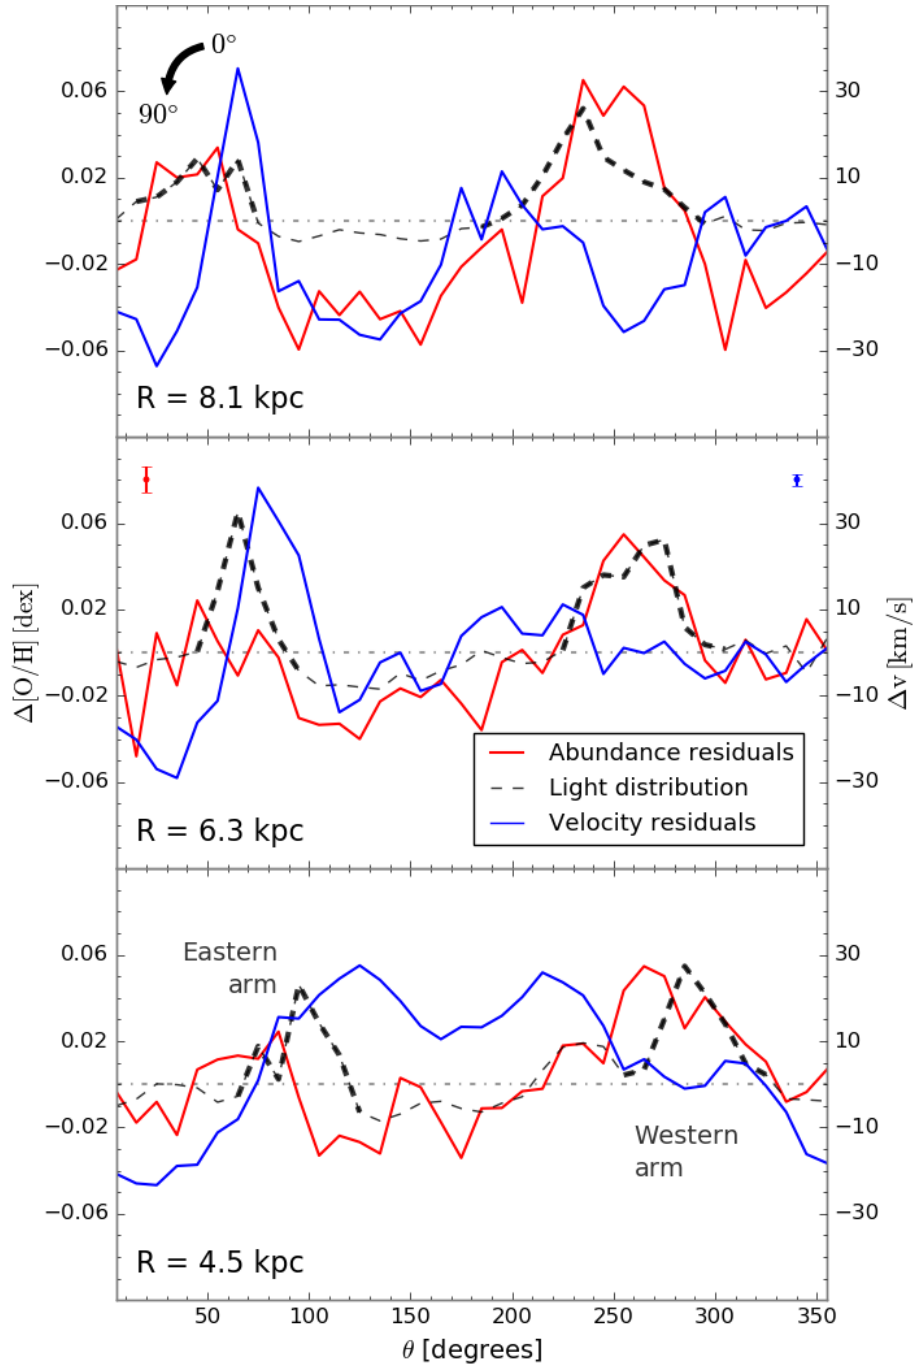 0°
90°
0.06
0.02
−0.02
−0.06
30
10
−10
−30
R = 8.1 kpc
0.06
0.02
−0.02
−0.06
30
10
−10
−30
Δ[O/H] [dex]
Δv [km/s]
Abundance residuals
Light distribution
Velocity residuals
R = 6.3 kpc
0.06
0.02
−0.02
−0.06
30
10
−10
−30
Eastern
arm
Western
arm
R = 4.5 kpc
50 100 150 200 250 300 350
θ [degrees]